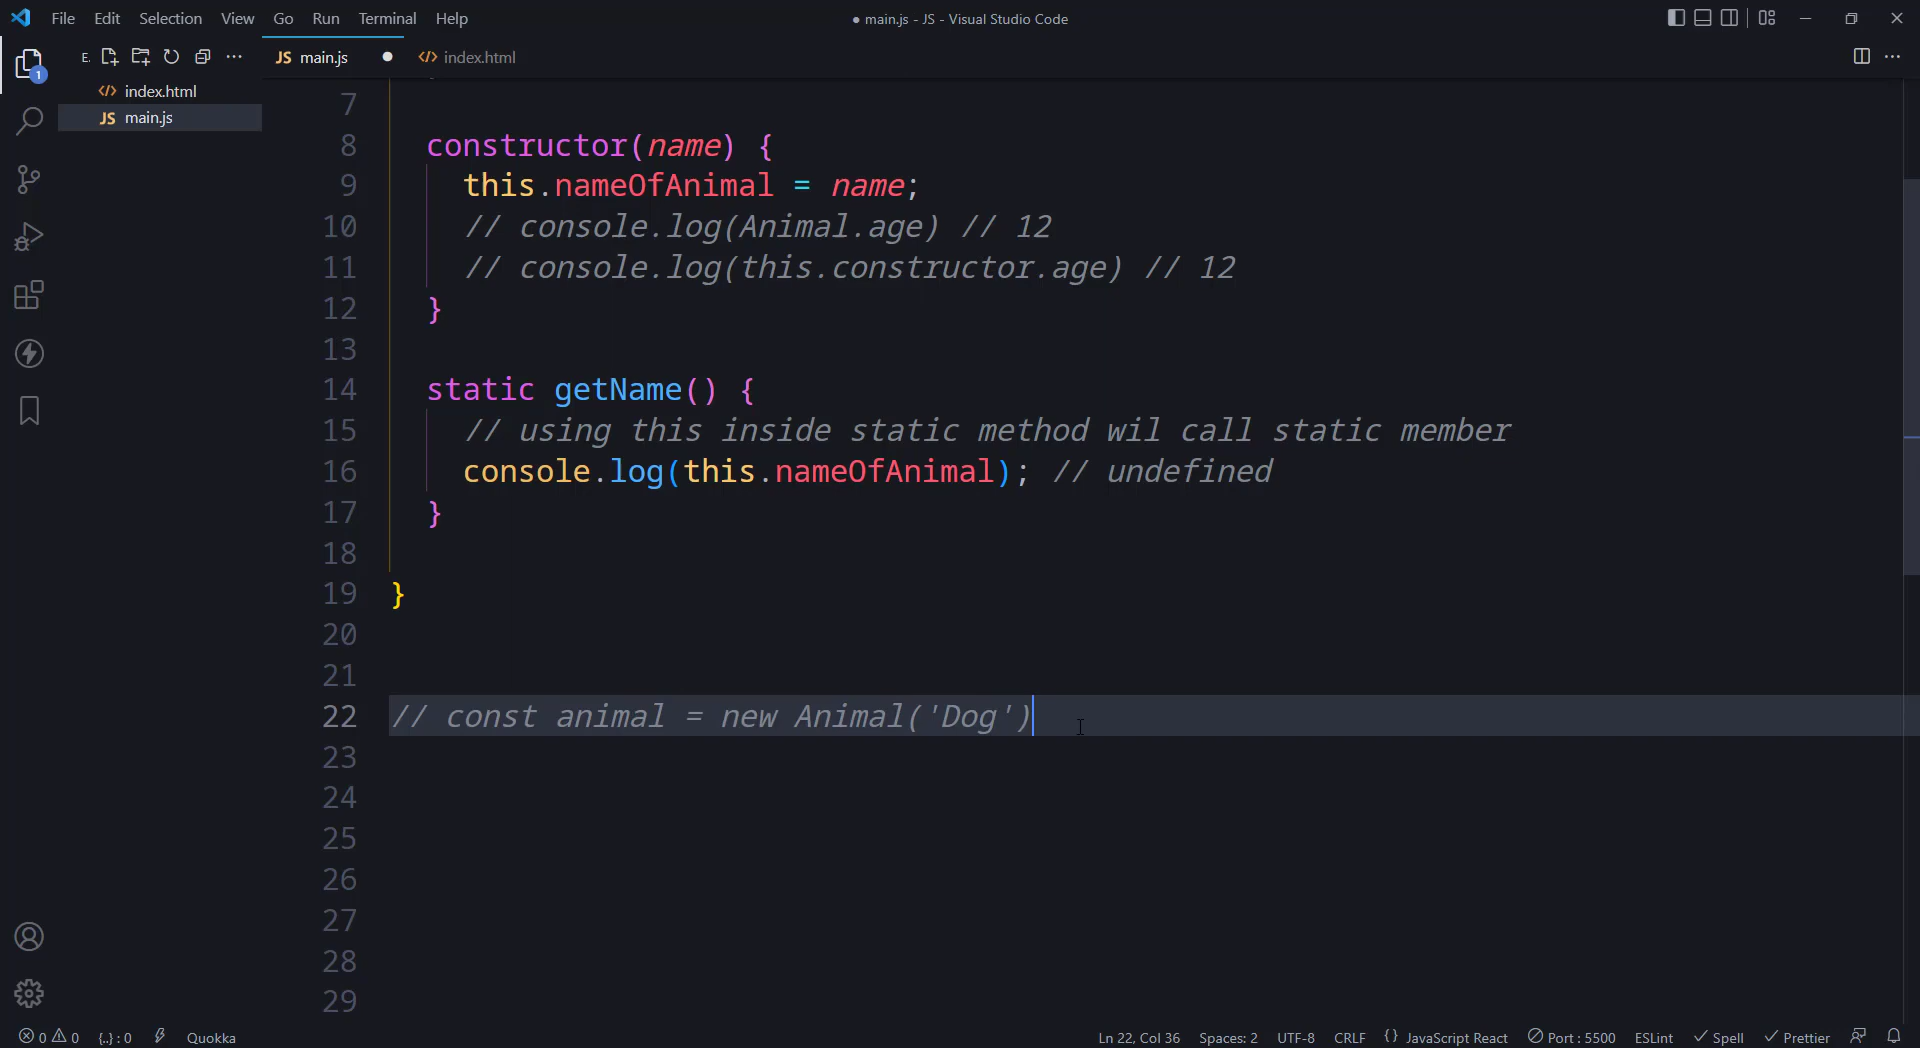 File Edit Selection View Go Run Terminal Help
● main.js - JS - Visual Studio Code
E.
JS main.js ●
</> index.html
</> index.html
JS main.js
1
7
8 constructor(name) {
9 this.nameOfAnimal = name;
10 // console.log(Animal.age) // 12
11 // console.log(this.constructor.age) // 12
12 }
13
14 static getName() {
15 // using this inside static method wil call static member
16 console.log(this.nameOfAnimal); // undefined
17 }
18
19 }
20
21
22 // const animal = new Animal('Dog')
23
24
25
26
27
28
29
0 0 {..} : 0 Quokka
Ln 22, Col 36 Spaces: 2 UTF-8 CRLF {} JavaScript React Port : 5500 ESLint ✓ Spell ✓ Prettier